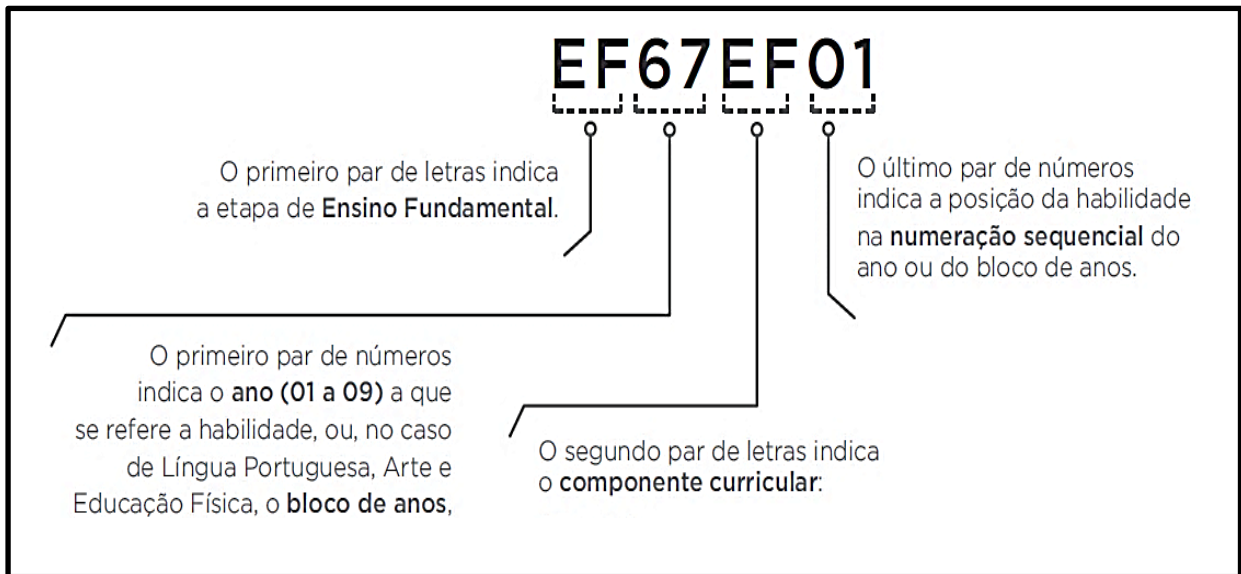 EF67EF01
O primeiro par de letras indica
a etapa de Ensino Fundamental.
O último par de números
indica a posição da habilidade
na numeração sequencial do
ano ou do bloco de anos.
O primeiro par de números
indica o ano (01 a 09) a que
se refere a habilidade, ou, no caso
de Língua Portuguesa, Arte e
Educação Física, o bloco de anos,
O segundo par de letras indica
o componente curricular: